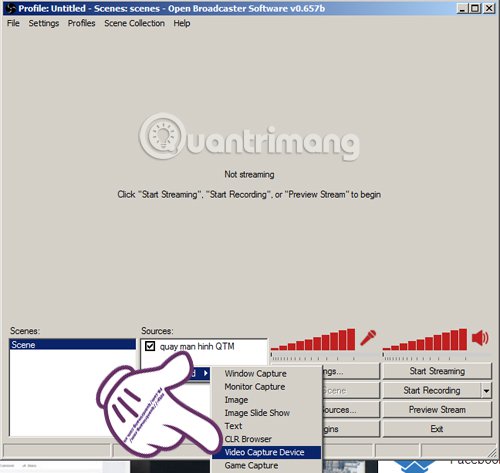 Profile: Untitled - Scenes: scenes - Open Broadcaster Software v0.657b
File Settings Profiles Scene Collection Help
Quantrimang
Not streaming
Click "Start Streaming", "Start Recording", or "Preview Stream" to begin
Scenes:
Sources:
Scene
quay man hinh QTM
Window Capture
Monitor Capture
Image
Image Slide Show
Text
CLR Browser
Video Capture Device
Game Capture
ngs...
Start Streaming
Scene
Start Recording
Sources...
Preview Stream
gins
Exit
Facebook